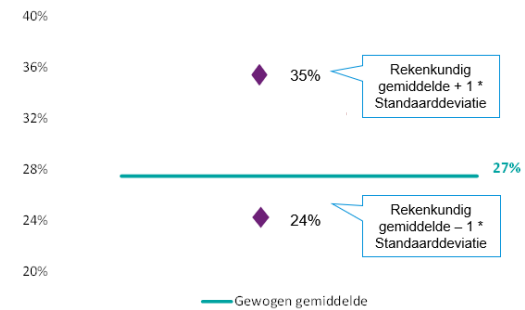 40%
36%
35%
Rekenkundig
gemiddelde + 1 *
Standaarddeviatie
32%
28%
27%
24%
24%
Rekenkundig
gemiddelde – 1 *
Standaarddeviatie
20%
Gewogen gemiddelde